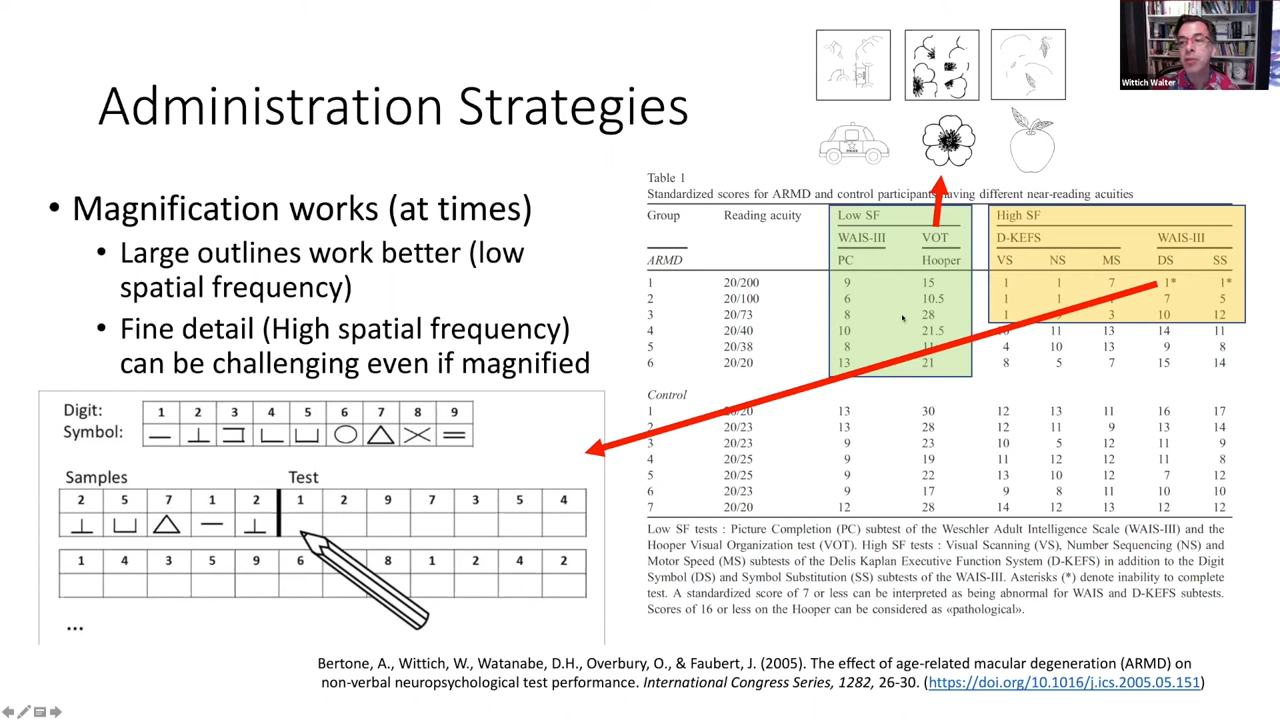 Wittich Walter
Administration Strategies
• Magnification works (at times)
• Large outlines work better (low
spatial frequency)
• Fine detail (High spatial frequency)
can be challenging even if magnified
Digit: 1 2 3 4 5 6 7 8 9
Symbol:
Samples Test
2 5 7 1 2 1 2 9 7 3 5 4
1 4 3 5 9 6 8 1 2 4 2
...
POLICE
Table 1
Standardized scores for ARMD and control participants having different near-reading acuities
Group Reading acuity Low SF High SF
WAIS-III VOT D-KEFS WAIS-III
ARMD PC Hooper VS NS MS DS SS
1 20/200 9 15 1 1 7 1* 1*
2 20/100 6 10.5 1 1 7 5
3 20/73 8 28 1 3 10 12
4 20/40 10 21.5 11 13 14 11
5 20/38 8 4 10 13 9 8
6 20/20 13 21 8 5 7 15 14
Control
1 20/20 13 30 12 13 11 16 17
2 20/23 13 28 12 11 9 13 14
3 20/23 9 23 10 5 12 11 9
4 20/25 9 19 11 12 12 11 8
5 20/25 9 22 13 10 12 7 12
6 20/23 9 17 9 8 11 10 10
7 20/20 12 28 14 12 13 12 12
Low SF tests : Picture Completion (PC) subtest of the Weschler Adult Intelligence Scale (WAIS-III) and the
Hooper Visual Organization test (VOT). High SF tests : Visual Scanning (VS), Number Sequencing (NS) and
Motor Speed (MS) subtests of the Delis Kaplan Executive Function System (D-KEFS) in addition to the Digit
Symbol (DS) and Symbol Substitution (SS) subtests of the WAIS-III. Asterisks (*) denote inability to complete
test. A standardized score of 7 or less can be interpreted as being abnormal for WAIS and D-KEFS subtests.
Scores of 16 or less on the Hooper can be considered as «pathological».
Bertone, A., Wittich, W., Watanabe, D.H., Overbury, O., & Faubert, J. (2005). The effect of age-related macular degeneration (ARMD) on
non-verbal neuropsychological test performance. International Congress Series, 1282, 26-30. (https://doi.org/10.1016/j.ics.2005.05.151)